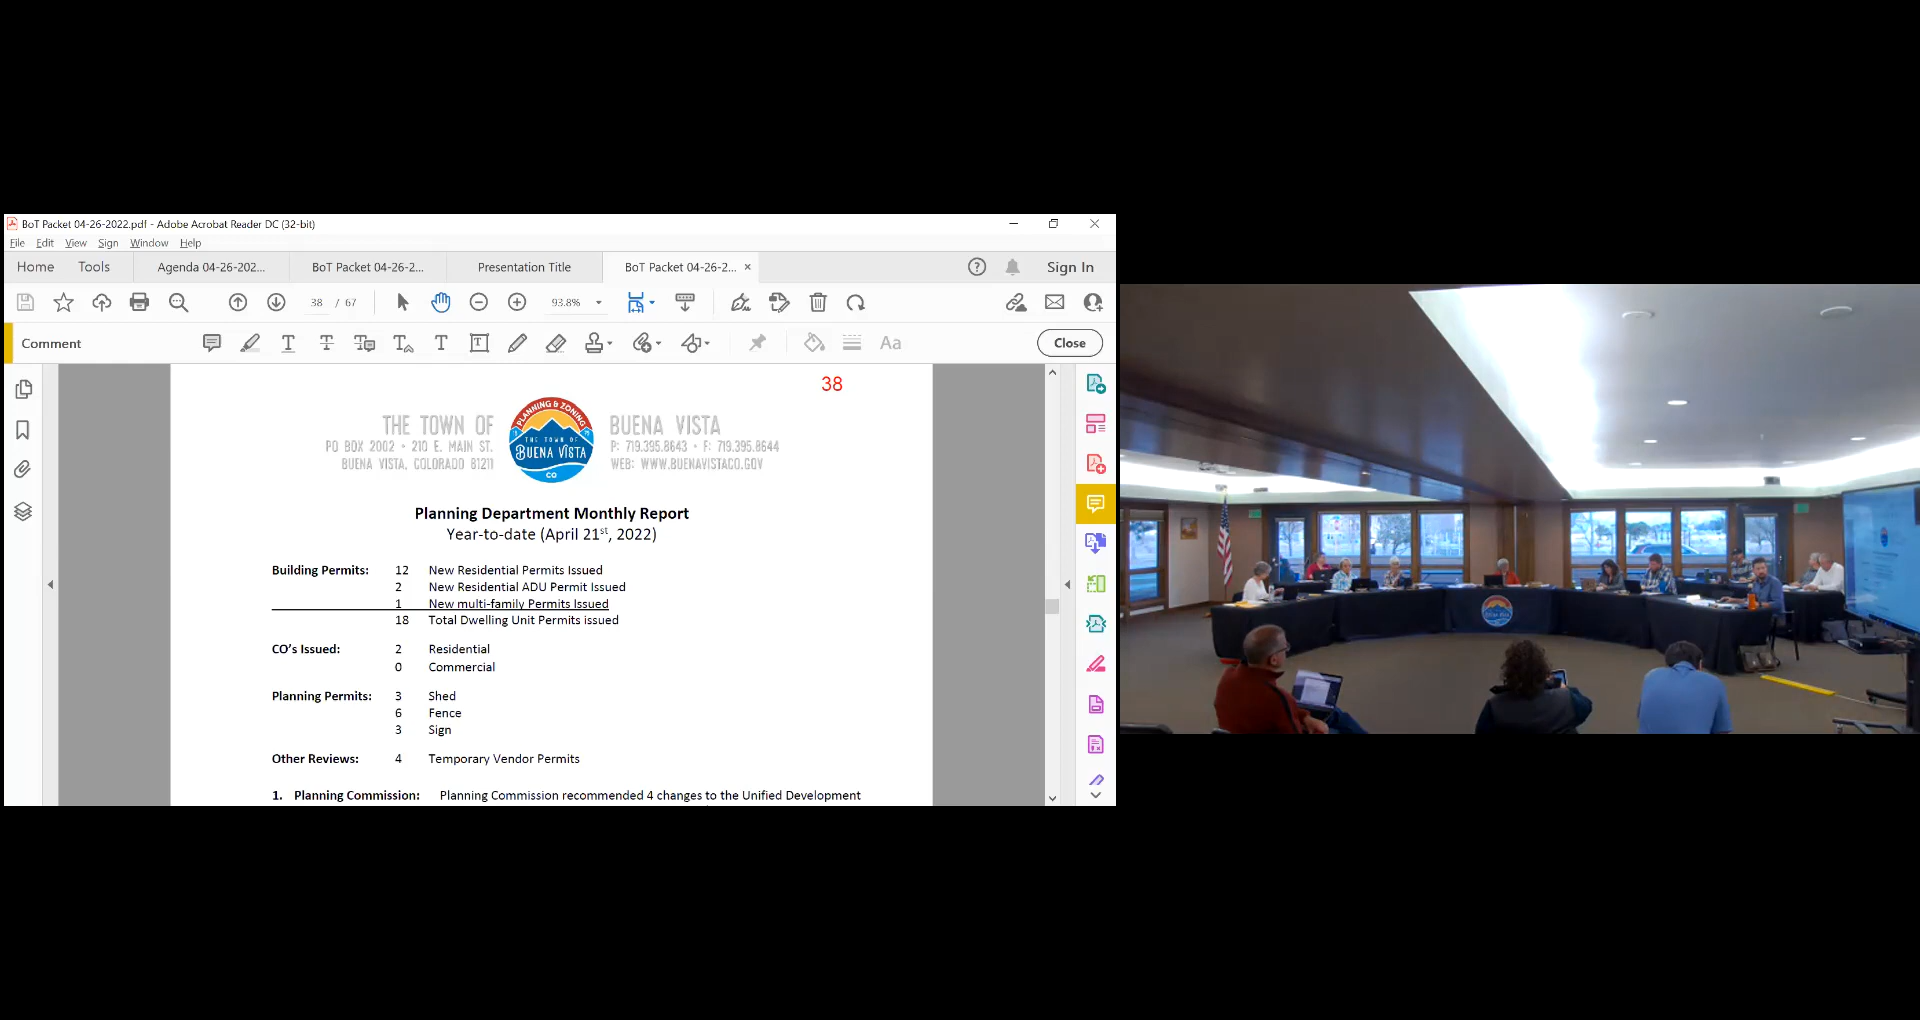 BoT Packet 04-26-2022.pdf - Adobe Acrobat Reader DC (32-bit)
File Edit View Sign Window Help
Home Tools Agenda 04-26-202... BoT Packet 04-26-2... Presentation Title BoT Packet 04-26-2... × Sign In
38 / 67 93.8%
Comment Aa Close
38
THE TOWN OF BUENA VISTA
PO BOX 2002 • 210 E. MAIN ST. P: 719.395.8643 • F: 719.395.8644
BUENA VISTA, COLORADO 81211 WEB: WWW.BUENAVISTACO.GOV
PLANNING & ZONING
THE TOWN OF
BUENA VISTA
CO
Planning Department Monthly Report
Year-to-date (April 21st, 2022)
Building Permits: 12 New Residential Permits Issued
2 New Residential ADU Permit Issued
1 New multi-family Permits Issued
18 Total Dwelling Unit Permits issued
CO's Issued: 2 Residential
0 Commercial
Planning Permits: 3 Shed
6 Fence
3 Sign
Other Reviews: 4 Temporary Vendor Permits
1. Planning Commission: Planning Commission recommended 4 changes to the Unified Development